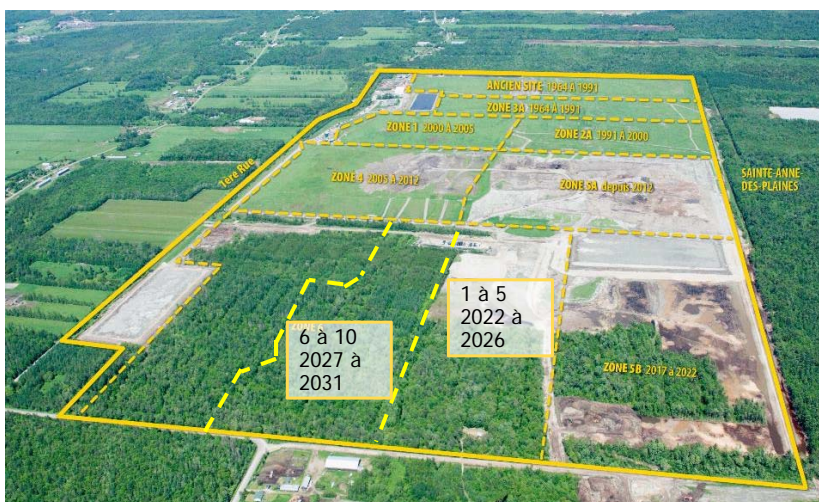 ANCIEN SITE 1964 À 1991
ZONE 3A 1964 À 1991
ZONE 1 2000 À 2005
ZONE 2A 1991 À 2000
1ère Rue
ZONE 4 2005 À 2012
ZONE 5A depuis 2012
SAINTE-ANNE-
DES-PLAINES
1 à 5
2022 à
2026
6 à 10
2027 à
2031
ZONE 5B 2017 à 2022